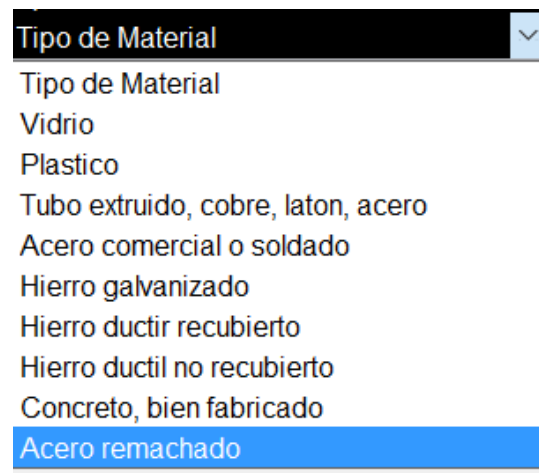 Tipo de Material
Tipo de Material
Vidrio
Plastico
Tubo extruido, cobre, laton, acero
Acero comercial o soldado
Hierro galvanizado
Hierro ductir recubierto
Hierro ductil no recubierto
Concreto, bien fabricado
Acero remachado